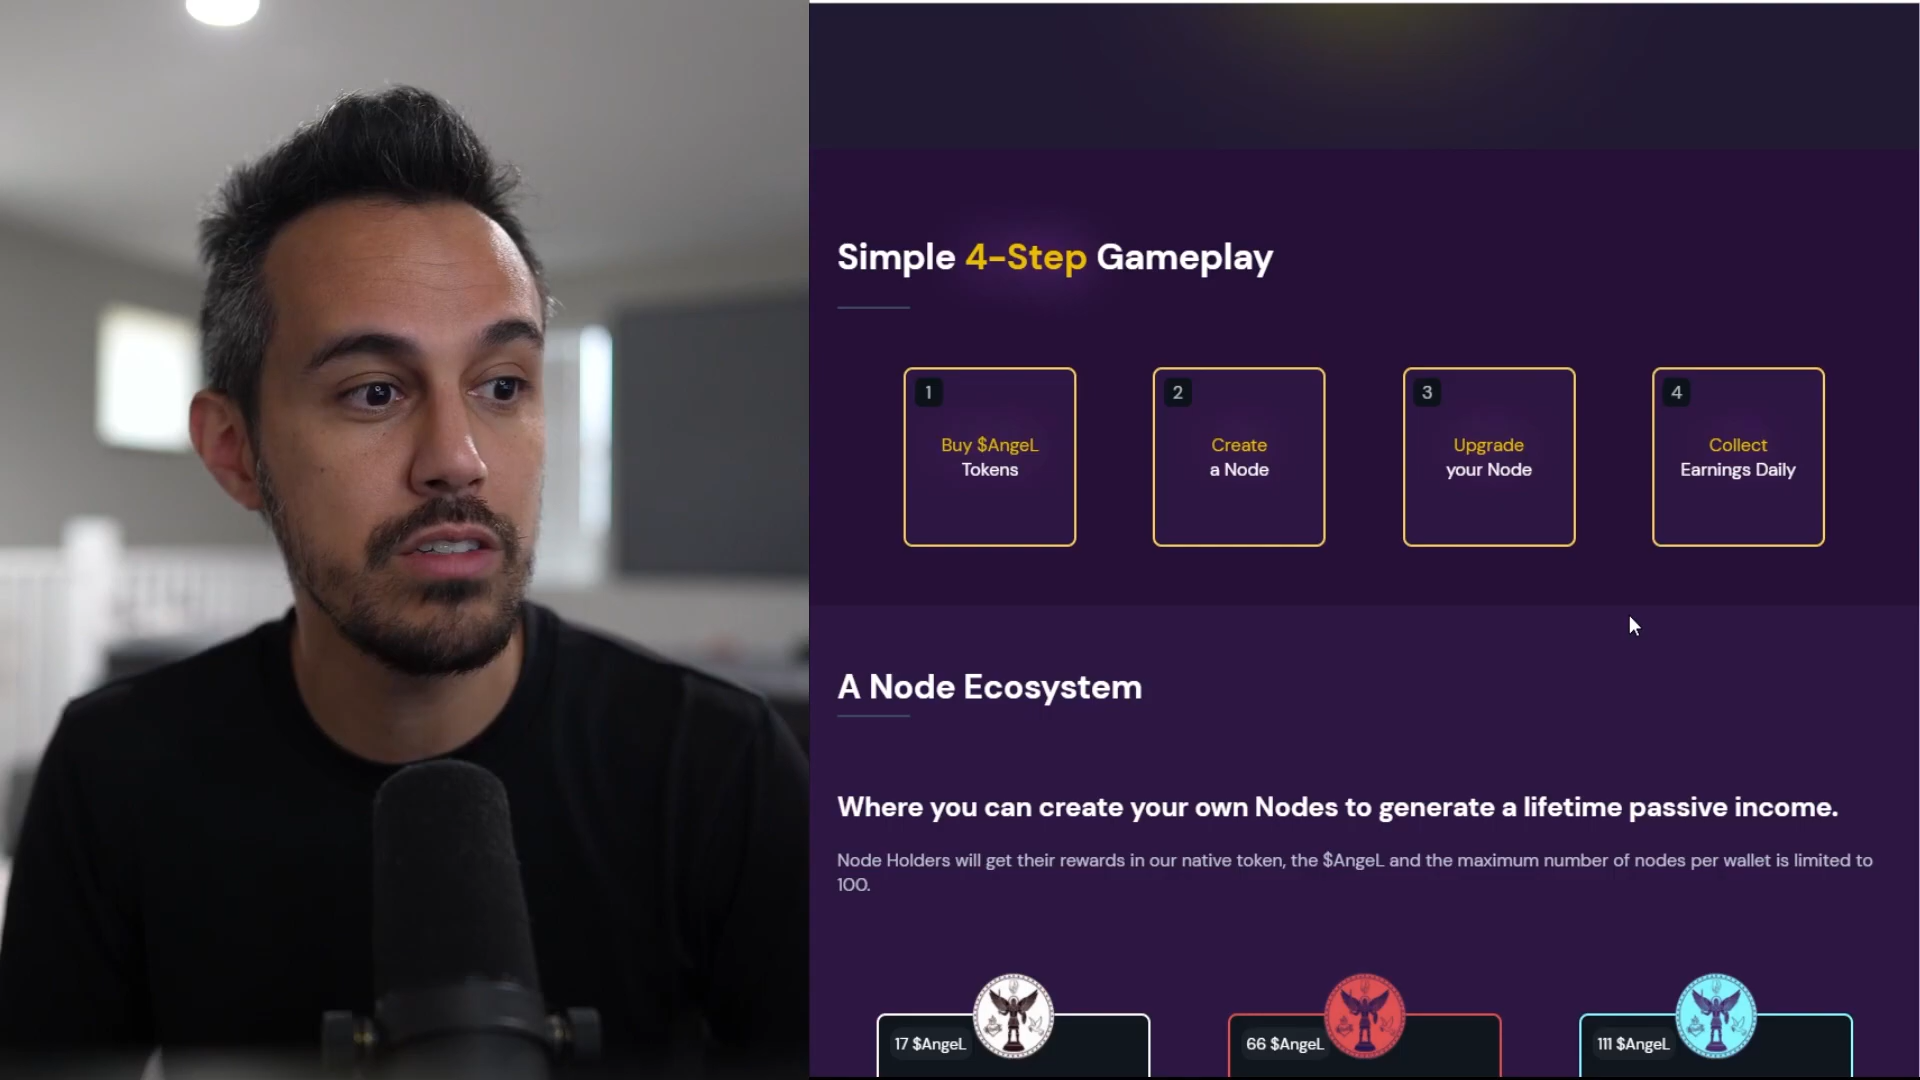 Simple 4-Step Gameplay
1
Buy $AngeL
Tokens
2
Create
a Node
3
Upgrade
your Node
4
Collect
Earnings Daily
A Node Ecosystem
Where you can create your own Nodes to generate a lifetime passive income.
Node Holders will get their rewards in our native token, the $AngeL and the maximum number of nodes per wallet is limited to
100.
17 $AngeL
66 $AngeL
111 $AngeL